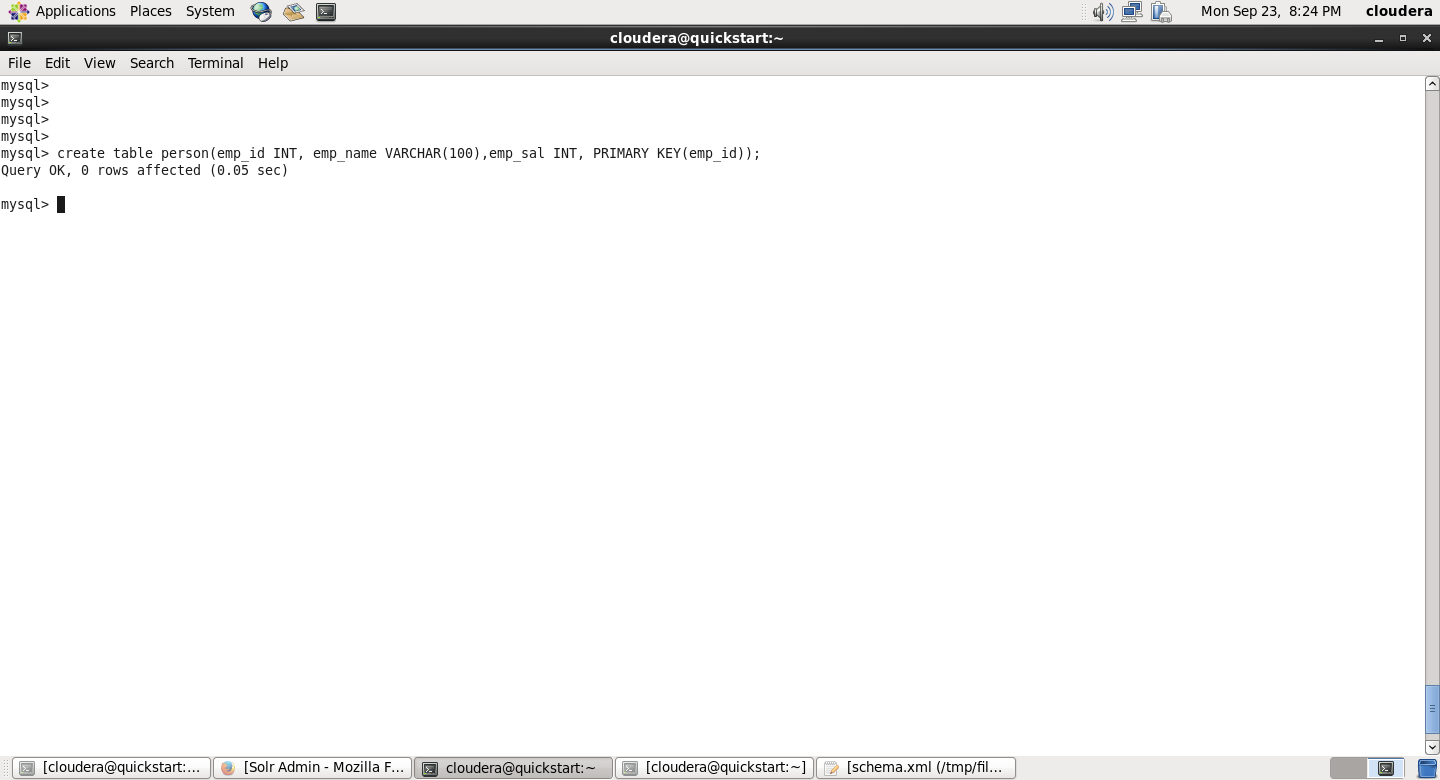 Applications Places System Mon Sep 23, 8:24 PM cloudera
cloudera@quickstart:~
File Edit View Search Terminal Help
mysql>
mysql>
mysql>
mysql>
mysql> create table person(emp_id INT, emp_name VARCHAR(100),emp_sal INT, PRIMARY KEY(emp_id));
Query OK, 0 rows affected (0.05 sec)
mysql>
[cloudera@quickstart:... [Solr Admin - Mozilla F... cloudera@quickstart:~ [cloudera@quickstart:~] [schema.xml (/tmp/fil...